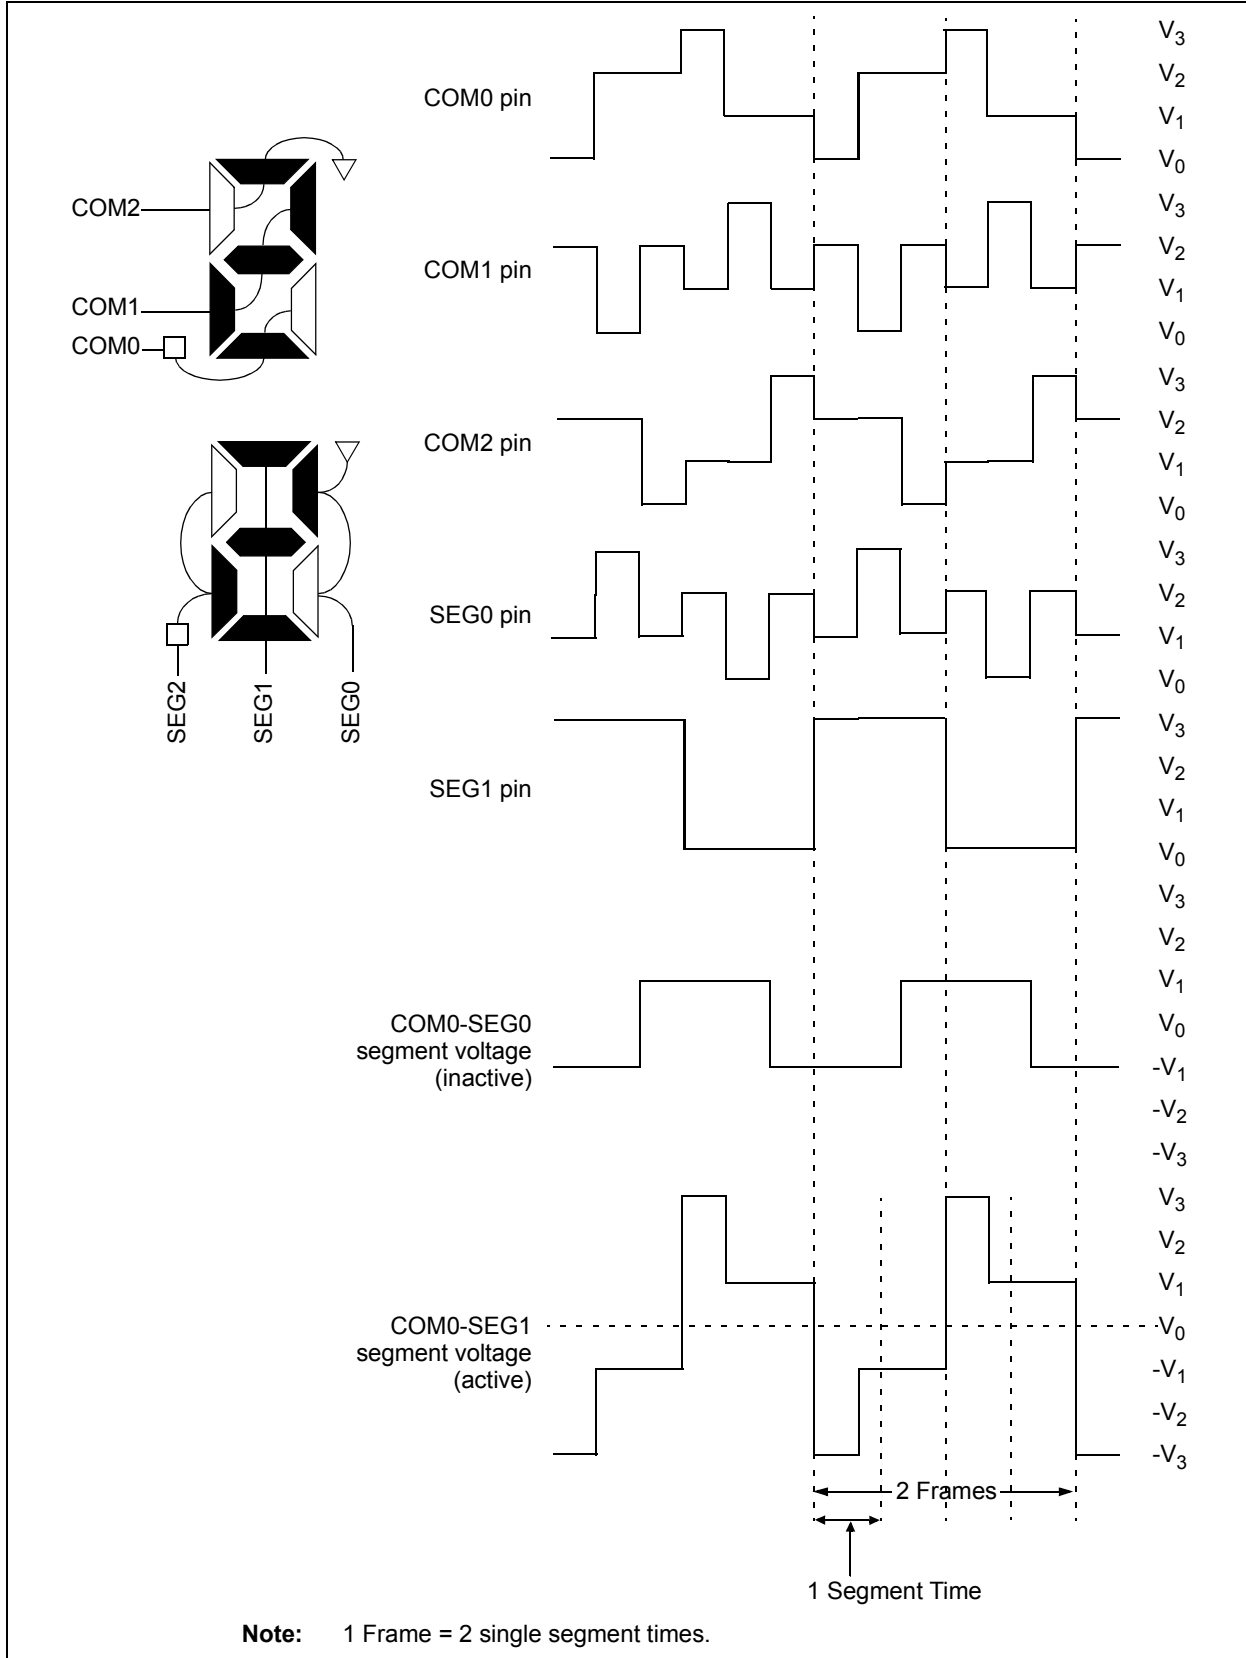 COM0 pin
V3
V2
V1
V0
COM2
COM1
COM0
COM1 pin
V3
V2
V1
V0
COM2 pin
V3
V2
V1
V0
SEG2
SEG1
SEG0
SEG0 pin
V3
V2
V1
V0
SEG1 pin
V3
V2
V1
V0
COM0-SEG0
segment voltage
(inactive)
V3
V2
V1
V0
-V1
-V2
-V3
COM0-SEG1
segment voltage
(active)
V3
V2
V1
V0
-V1
-V2
-V3
2 Frames
1 Segment Time
Note: 1 Frame = 2 single segment times.